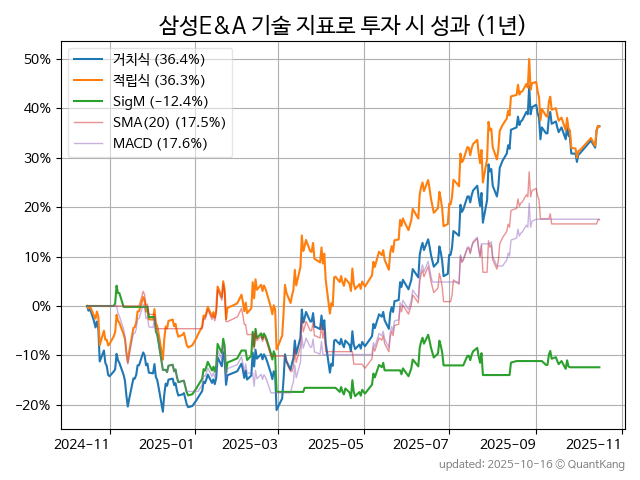 삼성E&A 기술 지표로 투자 시 성과 (1년)
거치식 (36.4%)
적립식 (36.3%)
SigM (−12.4%)
SMA(20) (17.5%)
MACD (17.6%)
50%
40%
30%
20%
10%
0%
−10%
−20%
2024-11 2025-01 2025-03 2025-05 2025-07 2025-09 2025-11
updated: 2025-10-16 © QuantKang